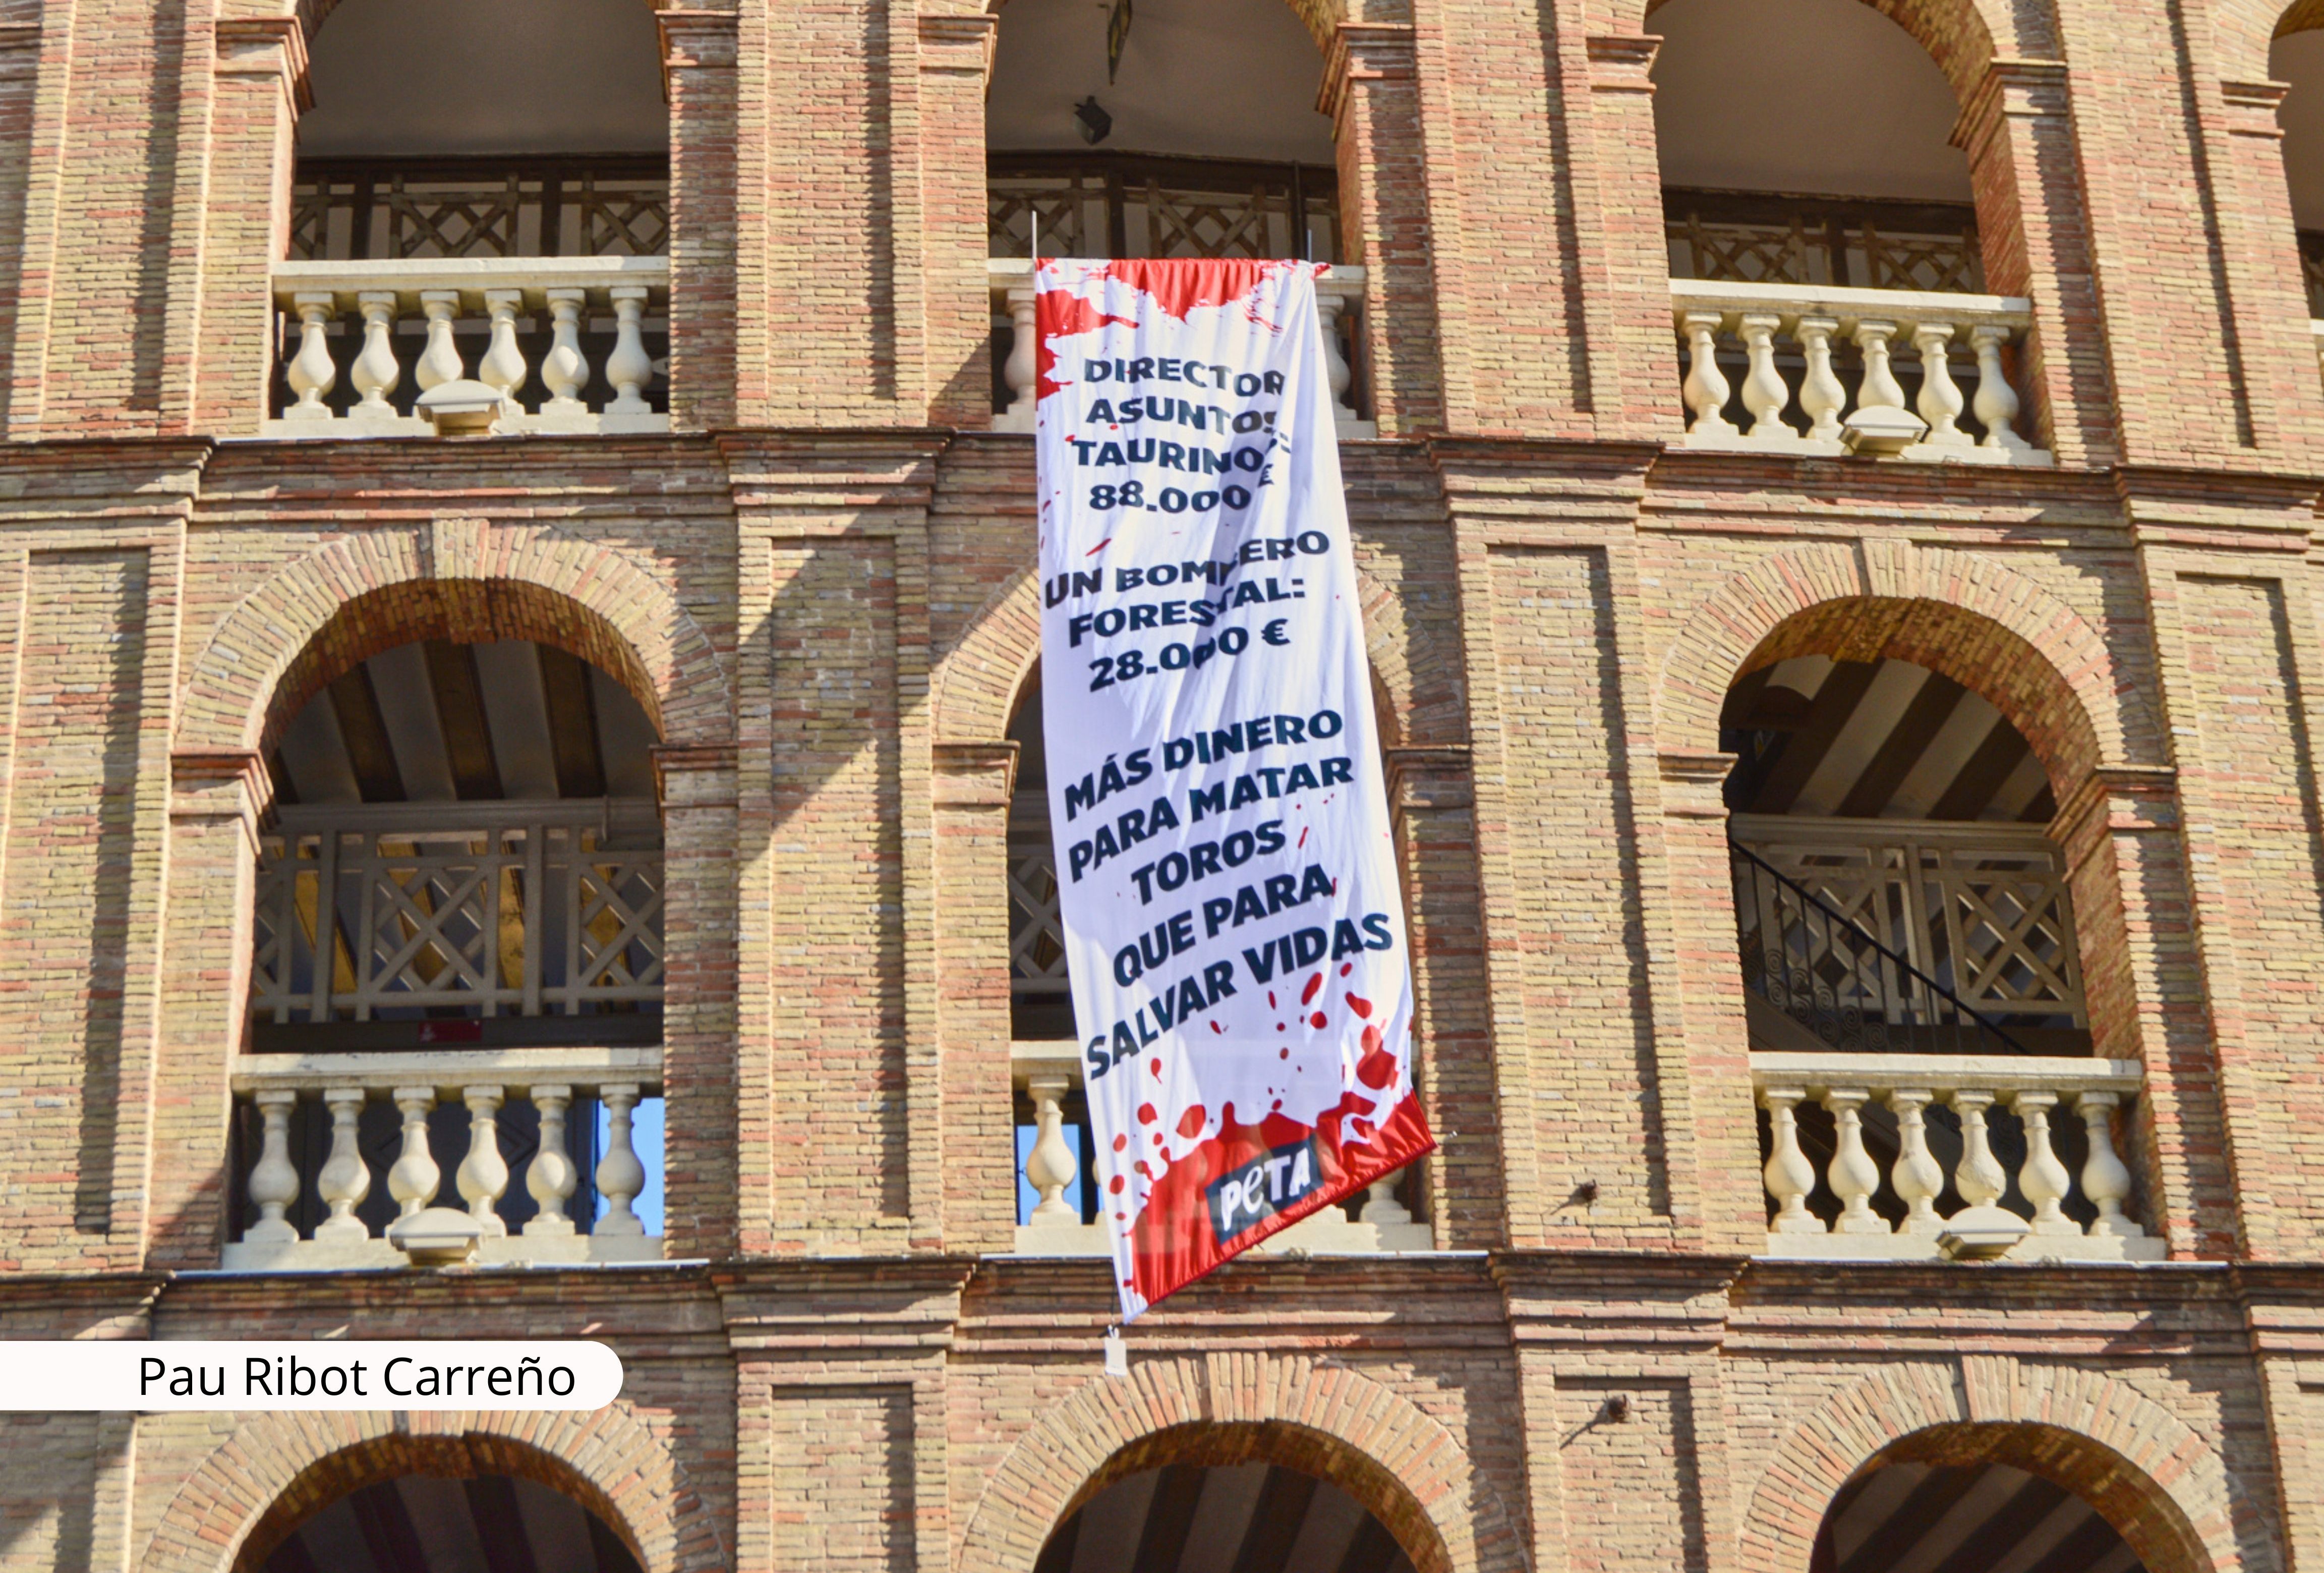 DIRECTOR
ASUNTOS
TAURINOS:
88.000 €
UN BOMBERO
FORESTAL:
28.000 €
MÁS DINERO
PARA MATAR
TOROS
QUE PARA
SALVAR VIDAS
PeTA
Pau Ribot Carreño